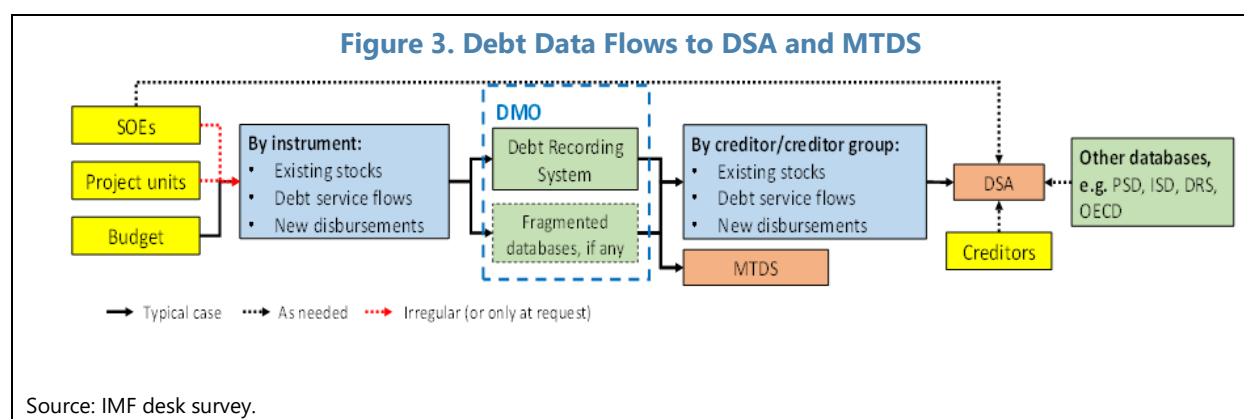 Figure 3. Debt Data Flows to DSA and MTDS
SOEs
Project units
Budget
By instrument:
• Existing stocks
• Debt service flows
• New disbursements
DMO
Debt Recording
System
Fragmented
databases, if any
By creditor/creditor group:
• Existing stocks
• Debt service flows
• New disbursements
MTDS
DSA
Creditors
Other databases,
e.g. PSD, ISD, DRS,
OECD
Typical case
As needed
Irregular (or only at request)
Source: IMF desk survey.